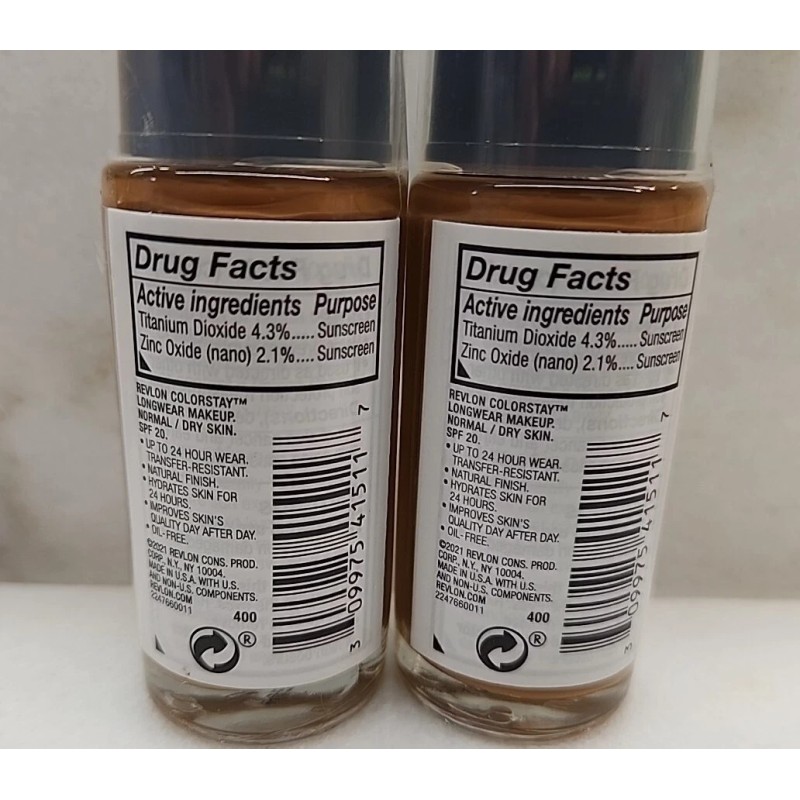 Drug Facts
Active ingredients Purpose
Titanium Dioxide 4.3%..... Sunscreen
Zinc Oxide (nano) 2.1%.... Sunscreen
REVLON COLORSTAY™
LONGWEAR MAKEUP.
NORMAL / DRY SKIN.
SPF 20.
• UP TO 24 HOUR WEAR.
TRANSFER-RESISTANT.
• NATURAL FINISH.
• HYDRATES SKIN FOR
24 HOURS.
• IMPROVES SKIN'S
QUALITY DAY AFTER DAY.
• OIL-FREE.
©2021 REVLON CONS. PROD.
CORP., N.Y., NY 10004.
MADE IN U.S.A. WITH U.S.
AND NON-U.S. COMPONENTS.
REVLON.COM
2247660011
400
®
3 09975 41511 7
Drug Facts
Active ingredients Purpose
Titanium Dioxide 4.3%..... Sunscreen
Zinc Oxide (nano) 2.1%.... Sunscreen
REVLON COLORSTAY™
LONGWEAR MAKEUP.
NORMAL / DRY SKIN.
SPF 20.
• UP TO 24 HOUR WEAR.
TRANSFER-RESISTANT.
• NATURAL FINISH.
• HYDRATES SKIN FOR
24 HOURS.
• IMPROVES SKIN'S
QUALITY DAY AFTER DAY.
• OIL-FREE.
©2021 REVLON CONS. PROD.
CORP., N.Y., NY 10004.
MADE IN U.S.A. WITH U.S.
AND NON-U.S. COMPONENTS.
REVLON.COM
2247660011
400
®
3 09975 41511 7